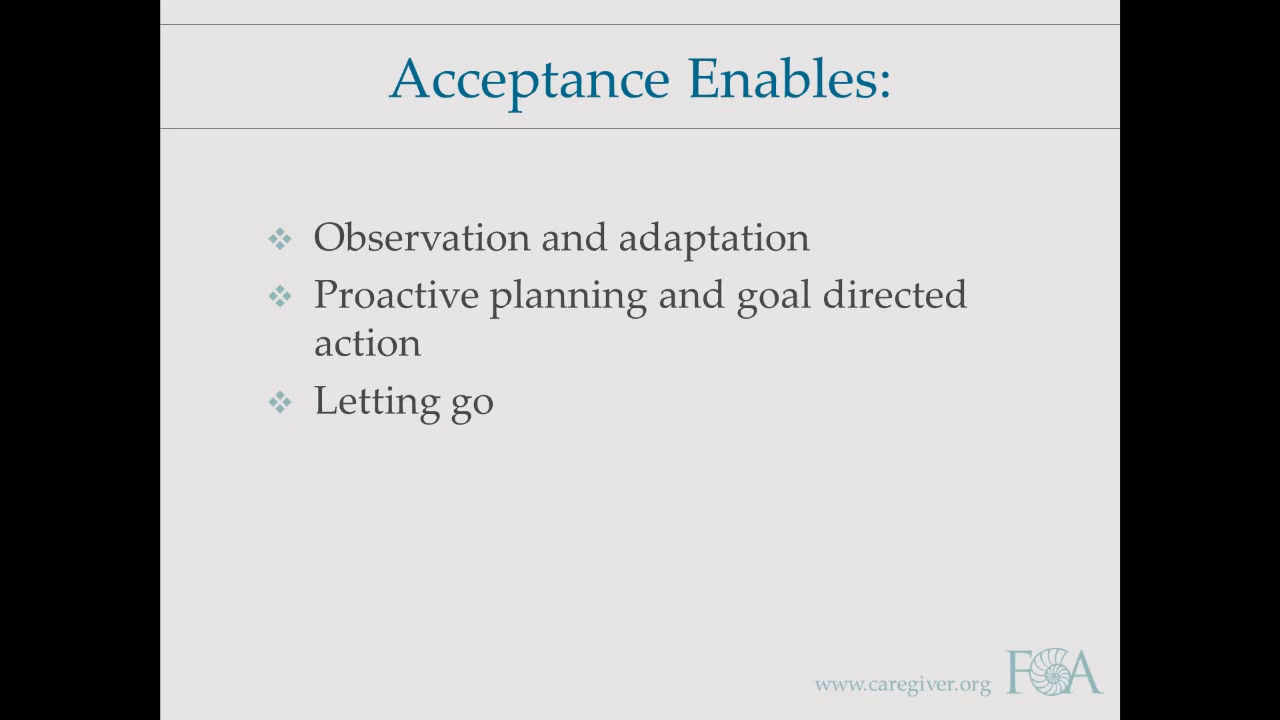 Acceptance Enables:
Observation and adaptation
Proactive planning and goal directed
action
Letting go
www.caregiver.org FCA